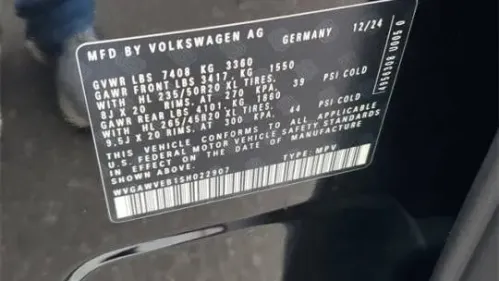 MFD BY VOLKSWAGEN AG GERMANY 12/24
GVWR LBS 7408 KG 3360
GAWR FRONT LBS 3417. KG 1550
WITH HL 235/50R20 XL TIRES. 39 PSI COLD
8J X 20 RIMS. AT 270 KPA
GAWR REAR LBS 4101. KG 1860
WITH HL 265/45R20 XL TIRES. 44 PSI COLD
9.5J X 20 RIMS. AT 300 KPA
THIS VEHICLE CONFORMS TO ALL APPLICABLE
U.S. FEDERAL MOTOR VEHICLE SAFETY STANDARDS
IN EFFECT ON THE DATE OF MANUFACTURE
SHOWN ABOVE. TYPE: MPV
U005 0